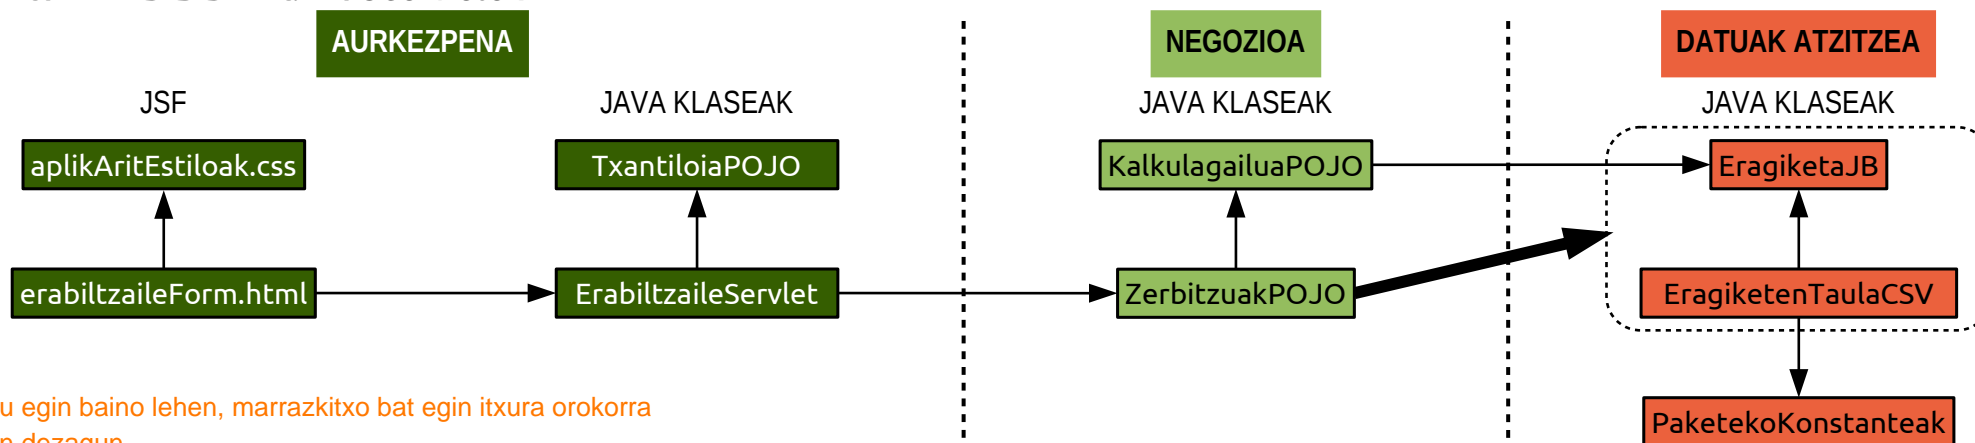 AURKEZPENA
NEGOZIOA
DATUAK ATZITZEA
JSF
JAVA KLASEAK
JAVA KLASEAK
JAVA KLASEAK
aplikAritEstiloak.css
TxantiloiaPOJO
KalkulagailuaPOJO
EragiketaJB
erabiltzaileForm.html
ErabiltzaileServlet
ZerbitzuakPOJO
EragiketenTaulaCSV
PaketekoKonstanteak
u egin baino lehen, marrazkitxo bat egin itxura orokorra
dezagun